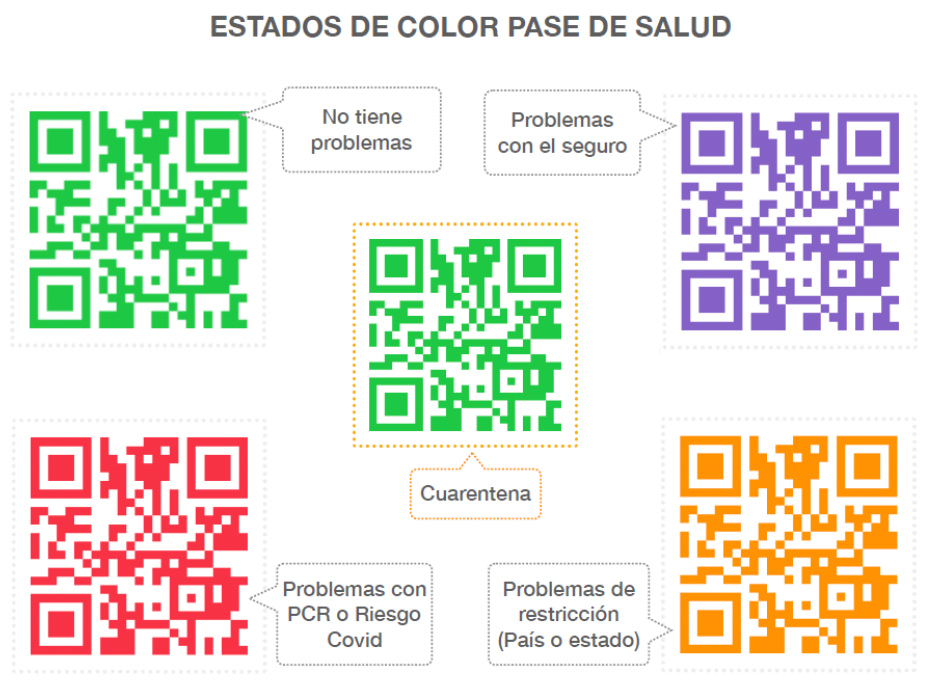 ESTADOS DE COLOR PASE DE SALUD
No tiene
problemas
Problemas
con el seguro
Cuarentena
Problemas con
PCR o Riesgo
Covid
Problemas de
restricción
(País o estado)